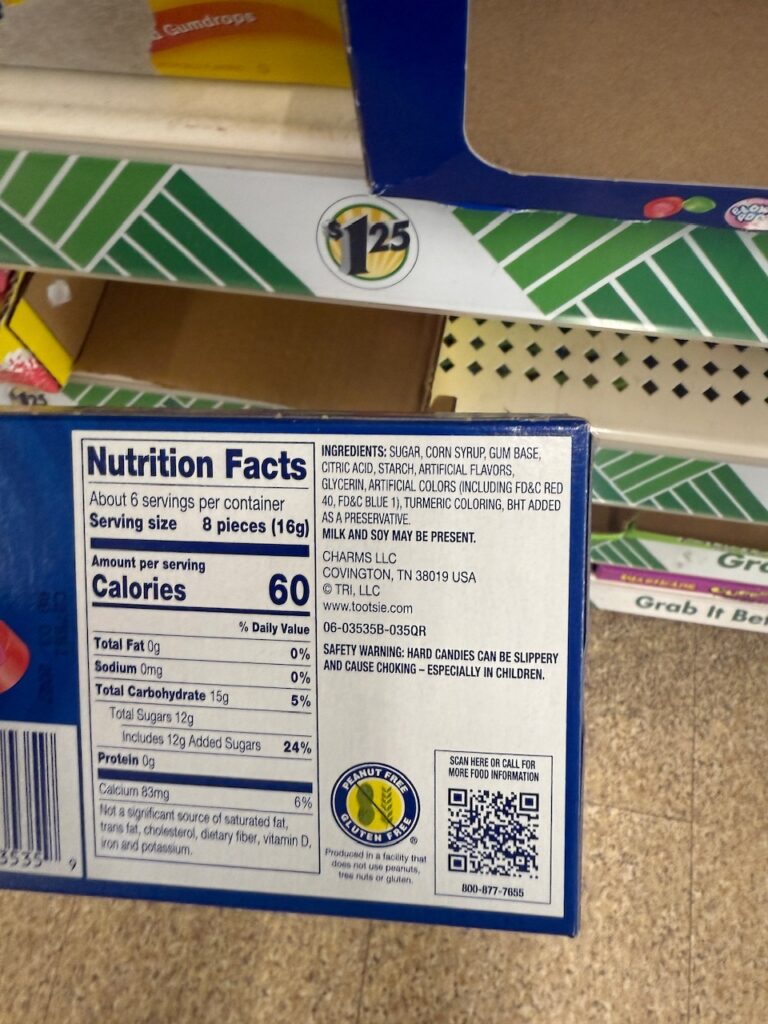 Gumdrops
$1.25
$1.25
Nutrition Facts
About 6 servings per container
Serving size 8 pieces (16g)
Amount per serving
Calories 60
% Daily Value
Total Fat 0g 0%
Sodium 0mg 0%
Total Carbohydrate 15g 5%
Total Sugars 12g
Includes 12g Added Sugars 24%
Protein 0g
Calcium 83mg 6%
Not a significant source of saturated fat,
trans fat, cholesterol, dietary fiber, vitamin D,
iron and potassium.
INGREDIENTS: SUGAR, CORN SYRUP, GUM BASE,
CITRIC ACID, STARCH, ARTIFICIAL FLAVORS,
GLYCERIN, ARTIFICIAL COLORS (INCLUDING FD&C RED
40, FD&C BLUE 1), TURMERIC COLORING, BHT ADDED
AS A PRESERVATIVE.
MILK AND SOY MAY BE PRESENT.
CHARMS LLC
COVINGTON, TN 38019 USA
© TRI, LLC
www.tootsie.com
06-03535B-035QR
SAFETY WARNING: HARD CANDIES CAN BE SLIPPERY
AND CAUSE CHOKING – ESPECIALLY IN CHILDREN.
PEANUT FREE
GLUTEN FREE
®
Produced in a facility that
does not use peanuts,
tree nuts or gluten.
SCAN HERE OR CALL FOR
MORE FOOD INFORMATION
800-877-7655
3535 9
Grab It Be